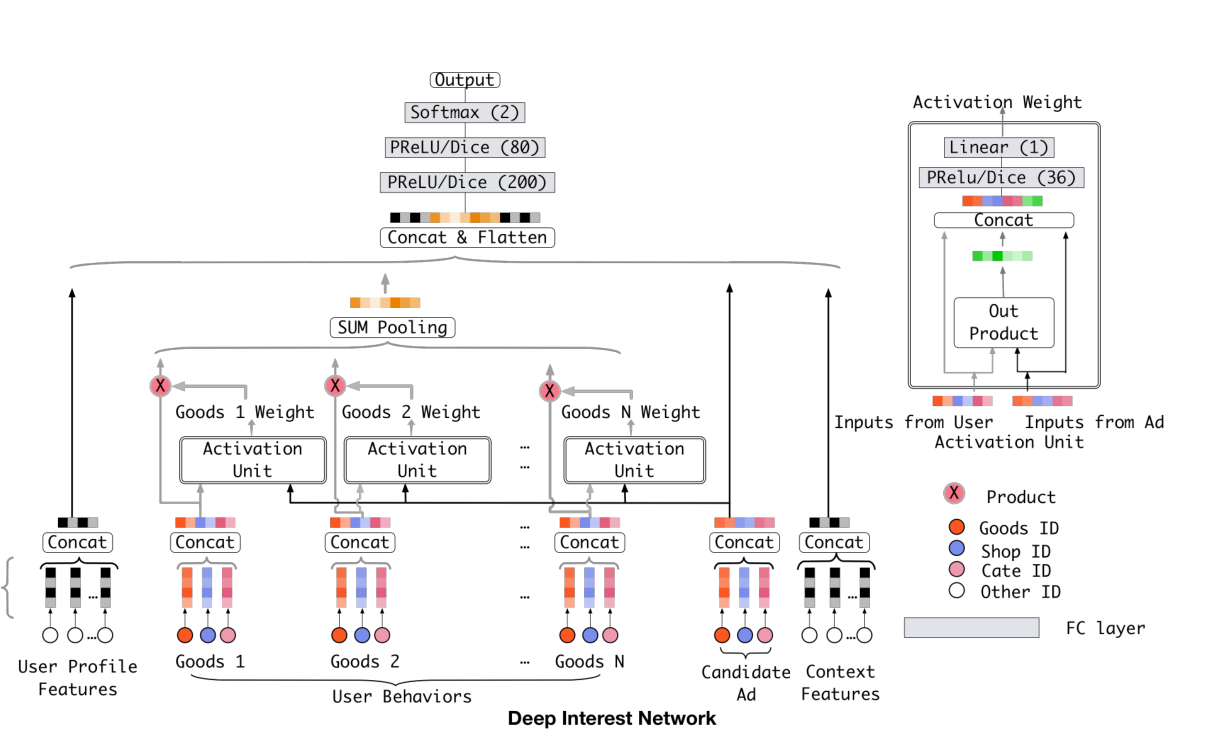 Output
Softmax (2)
PReLU/Dice (80)
PReLU/Dice (200)
Concat & Flatten
SUM Pooling
X
X
X
Goods 1 Weight
Goods 2 Weight
Goods N Weight
Activation
Unit
Activation
Unit
...
...
Activation
Unit
Concat
Concat
Concat
...
...
Concat
Concat
Concat
...
...
...
...
...
User Profile
Features
Goods 1
Goods 2
...
Goods N
User Behaviors
Candidate
Ad
Context
Features
Activation Weight
Linear (1)
PRelu/Dice (36)
Concat
Out
Product
Inputs from User
Inputs from Ad
Activation Unit
X
Product
Goods ID
Shop ID
Cate ID
Other ID
FC layer
Deep Interest Network